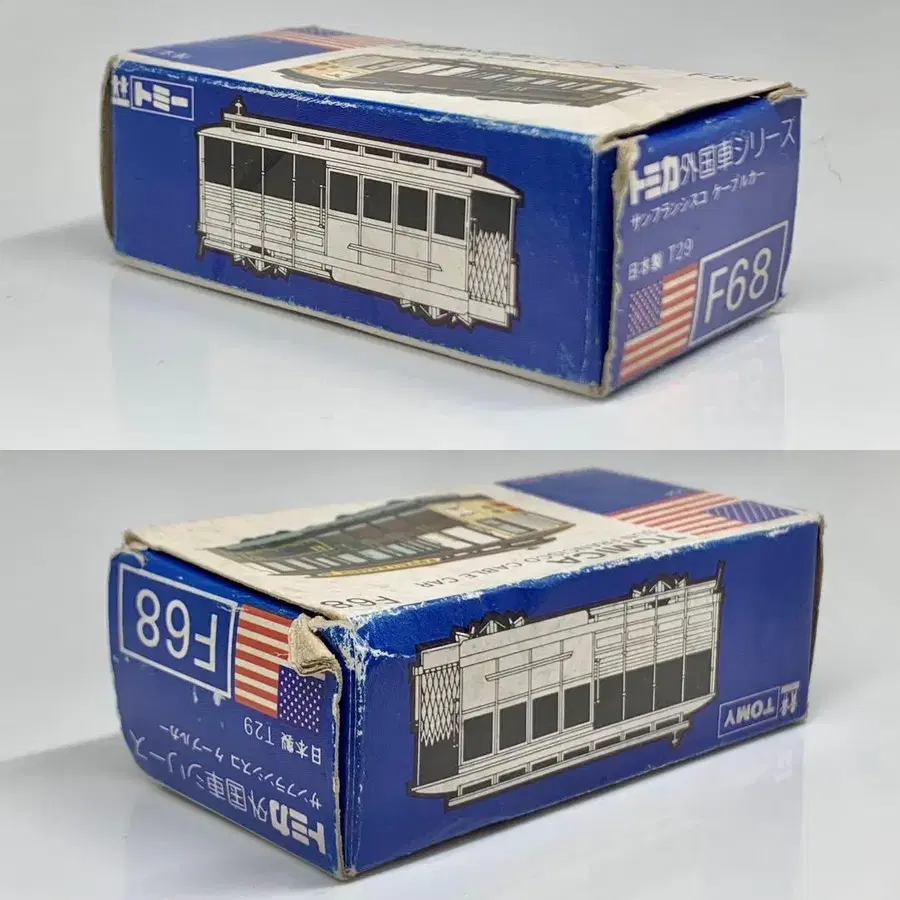 トミー
F68
トミカ外国車シリーズ
サンフランシスコ ケーブルカー
日本製 T29
F68
TOMICA
SAN FRANCISCO CABLE CAR
F68
F68
日本製 T29
サンフランシスコ ケーブルカー
トミカ外国車シリーズ
TOMY